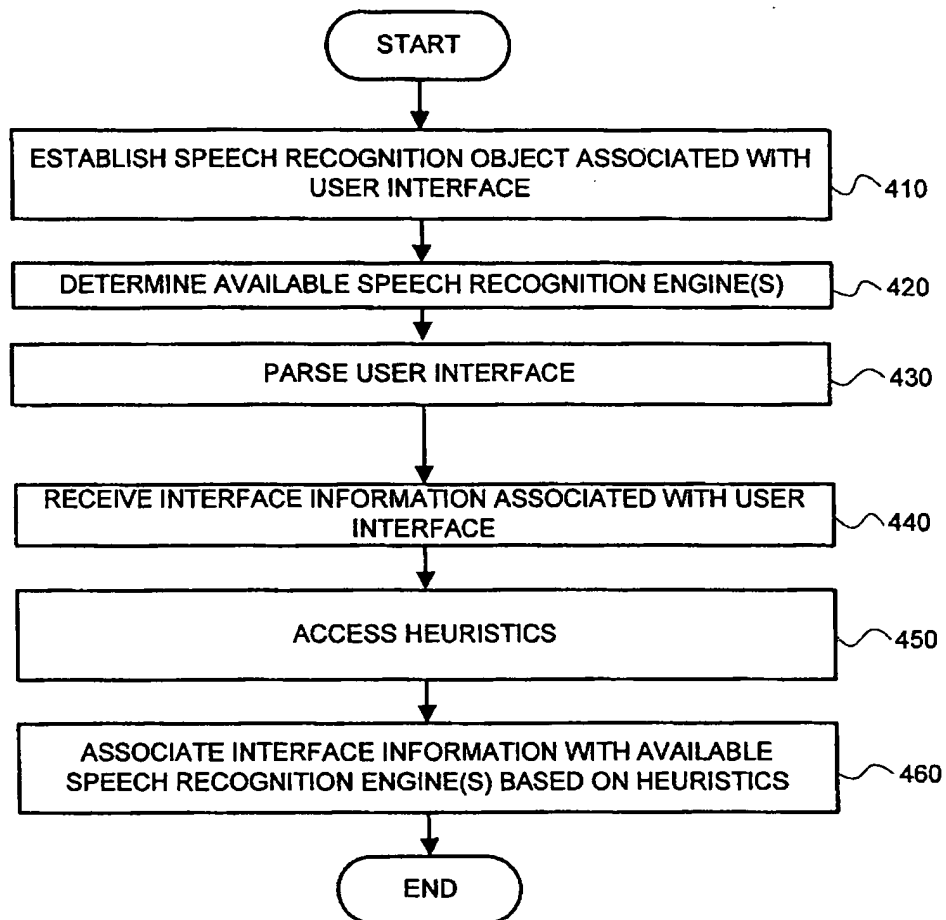 START
ESTABLISH SPEECH RECOGNITION OBJECT ASSOCIATED WITH
USER INTERFACE
410
DETERMINE AVAILABLE SPEECH RECOGNITION ENGINE(S)
420
PARSE USER INTERFACE
430
RECEIVE INTERFACE INFORMATION ASSOCIATED WITH USER
INTERFACE
440
ACCESS HEURISTICS
450
ASSOCIATE INTERFACE INFORMATION WITH AVAILABLE
SPEECH RECOGNITION ENGINE(S) BASED ON HEURISTICS
460
END